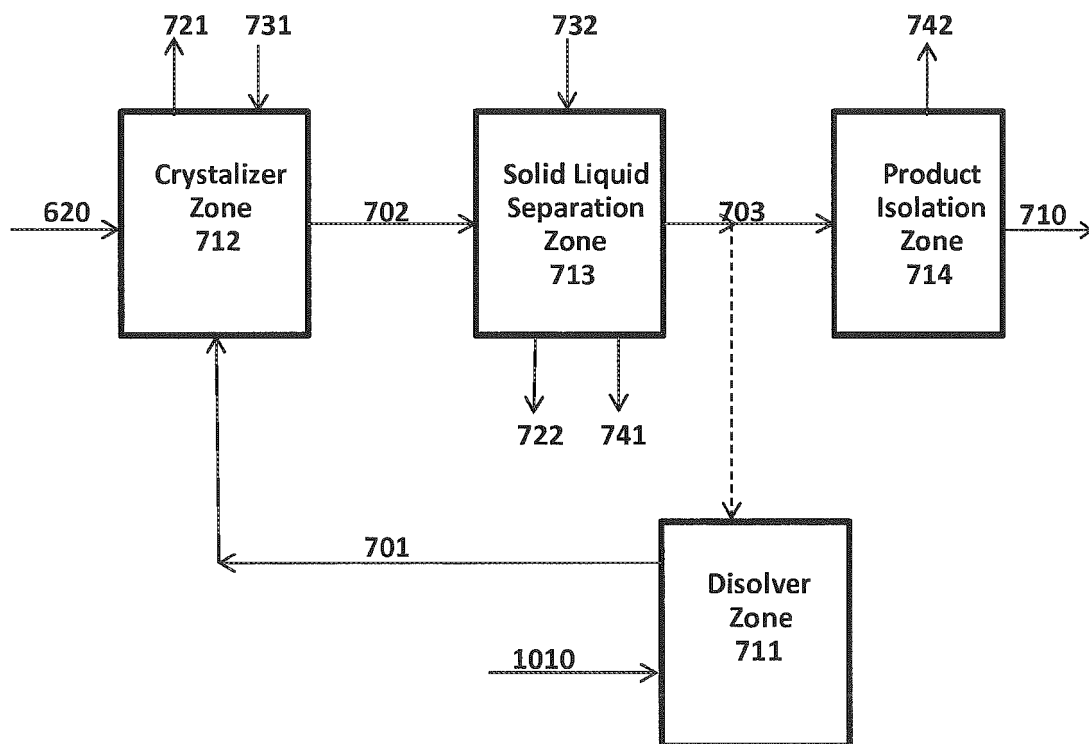 721 731 732 742
Crystalizer
Zone
712
Solid Liquid
Separation
Zone
713
Product
Isolation
Zone
714
620
702
703
710
722 741
701
Disolver
Zone
711
1010